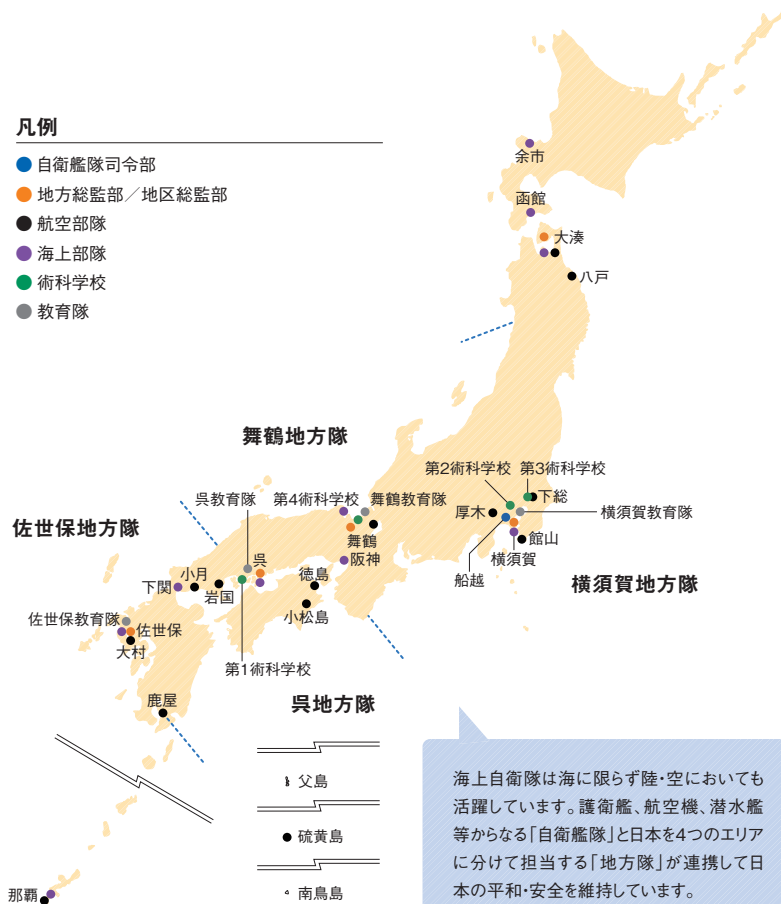 凡例
自衛艦隊司令部
地方総監部／地区総監部
航空部隊
海上部隊
術科学校
教育隊
余市
函館
大湊
八戸
舞鶴地方隊
第2術科学校
第3術科学校
呉教育隊
第4術科学校
舞鶴教育隊
下総
佐世保地方隊
厚木
横須賀教育隊
舞鶴
呉
館山
阪神
横須賀
船越
横須賀地方隊
下関
小月
岩国
徳島
小松島
佐世保教育隊
佐世保
大村
第1術科学校
鹿屋
呉地方隊
父島
硫黄島
南鳥島
那覇
海上自衛隊は海に限らず陸・空においても
活躍しています。護衛艦、航空機、潜水艦
等からなる「自衛艦隊」と日本を4つのエリア
に分けて担当する「地方隊」が連携して日
本の平和・安全を維持しています。